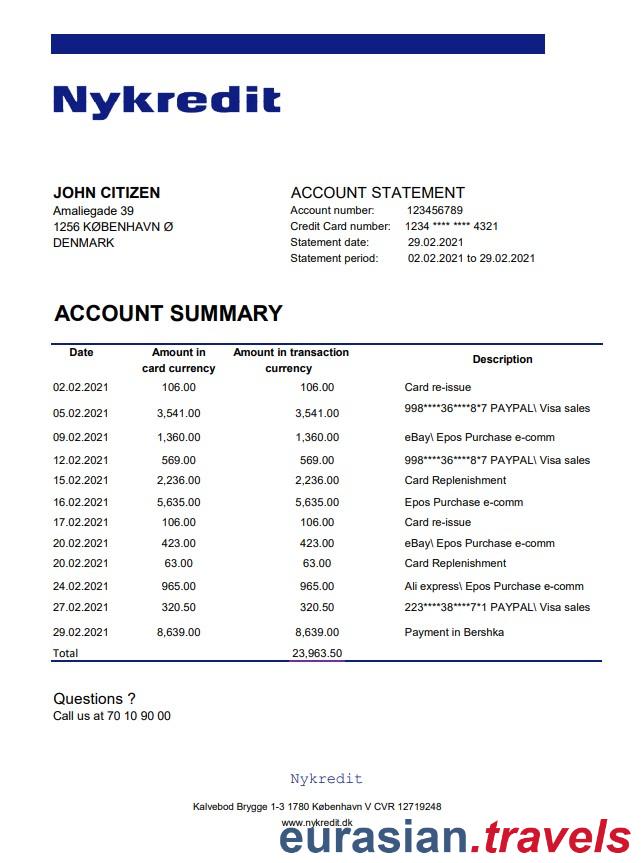 Nykredit
JOHN CITIZEN
Amaliegade 39
1256 KØBENHAVN Ø
DENMARK
ACCOUNT STATEMENT
Account number: 123456789
Credit Card number: 1234 **** **** 4321
Statement date: 29.02.2021
Statement period: 02.02.2021 to 29.02.2021
ACCOUNT SUMMARY
Date Amount in card currency Amount in transaction currency Description
02.02.2021 106.00 106.00 Card re-issue
05.02.2021 3,541.00 3,541.00 998****36****8*7 PAYPAL\ Visa sales
09.02.2021 1,360.00 1,360.00 eBay\ Epos Purchase e-comm
12.02.2021 569.00 569.00 998****36****8*7 PAYPAL\ Visa sales
15.02.2021 2,236.00 2,236.00 Card Replenishment
16.02.2021 5,635.00 5,635.00 Epos Purchase e-comm
17.02.2021 106.00 106.00 Card re-issue
20.02.2021 423.00 423.00 eBay\ Epos Purchase e-comm
20.02.2021 63.00 63.00 Card Replenishment
24.02.2021 965.00 965.00 Ali express\ Epos Purchase e-comm
27.02.2021 320.50 320.50 223****38****7*1 PAYPAL\ Visa sales
29.02.2021 8,639.00 8,639.00 Payment in Bershka
Total 23,963.50
Questions ?
Call us at 70 10 90 00
Nykredit
Kalvebod Brygge 1-3 1780 København V CVR 12719248
www.nykredit.dk
eurasian.travels